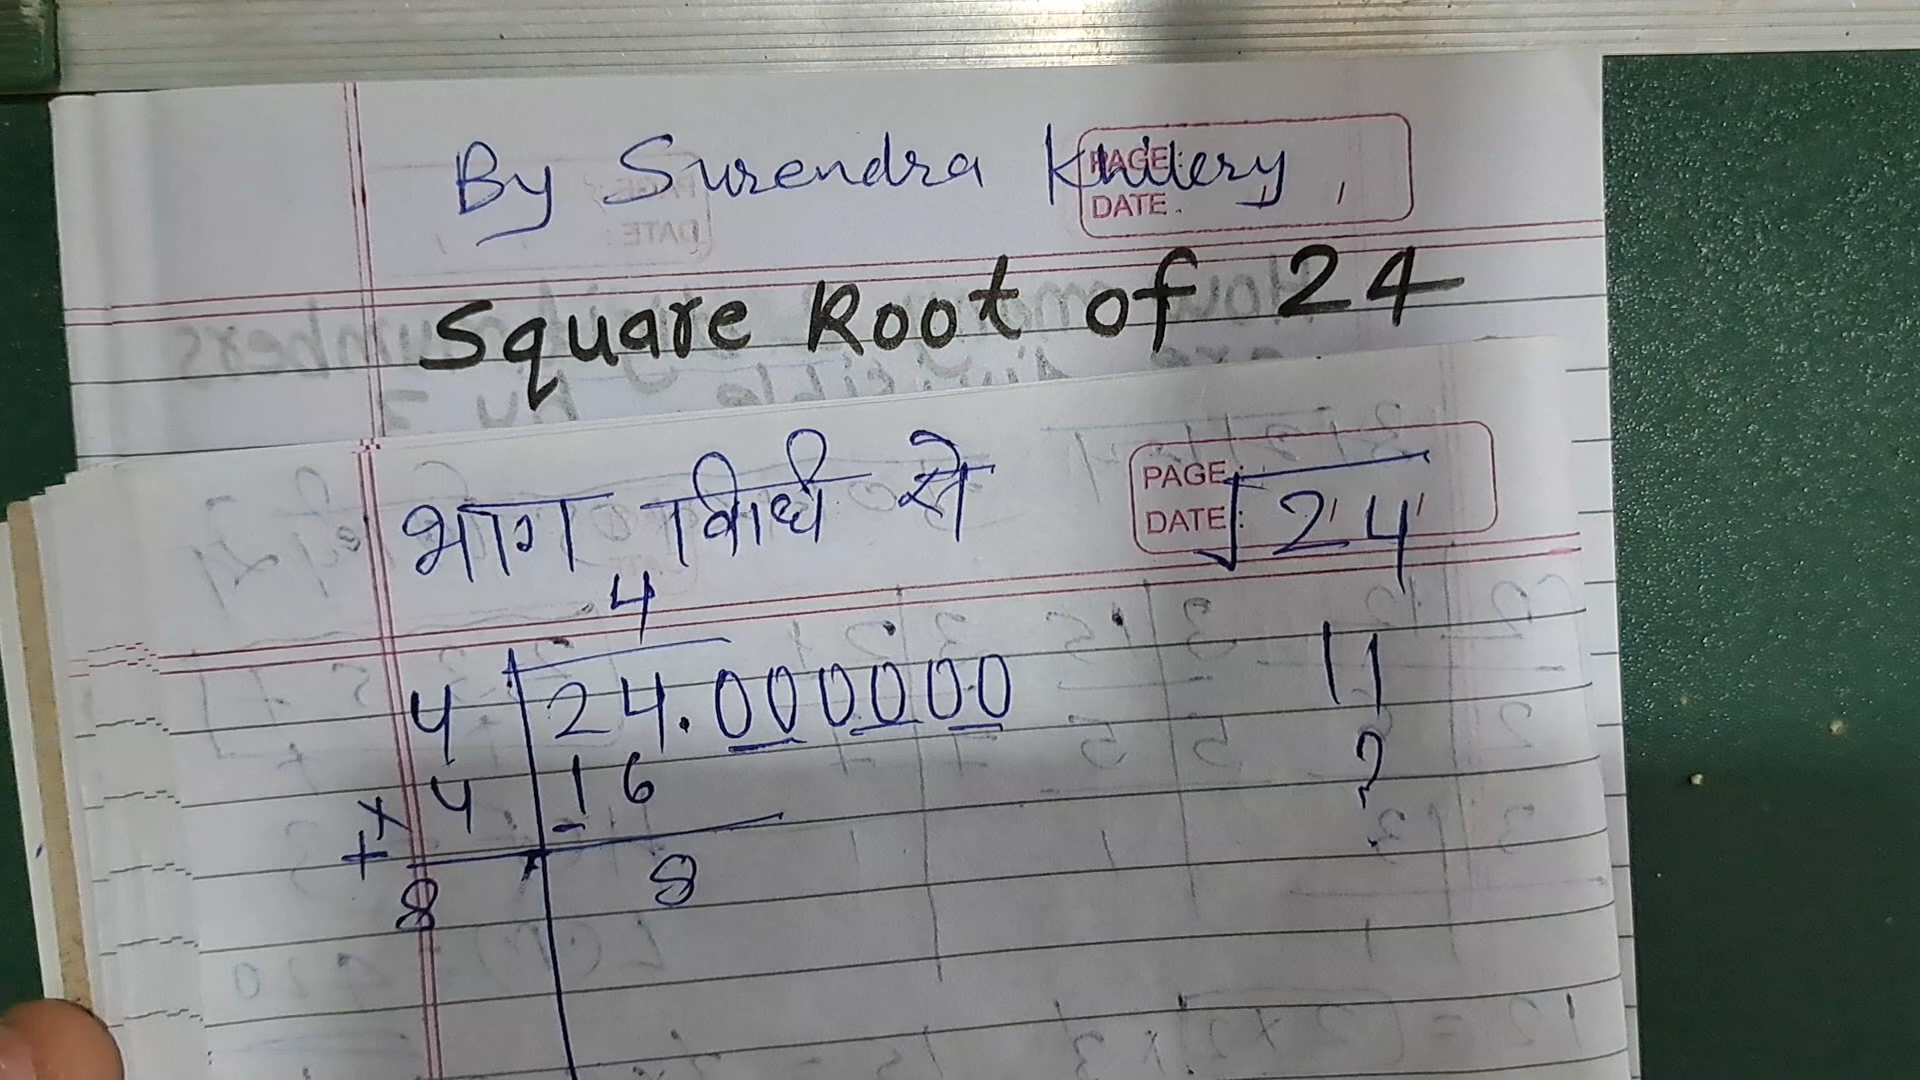 By Surendra Khilery
PAGE:
DATE.
Square Root of 24
भाग विधि से
PAGE:
DATE:
√24
4
4 24.000000 11
×4 16 ?
+
8 8